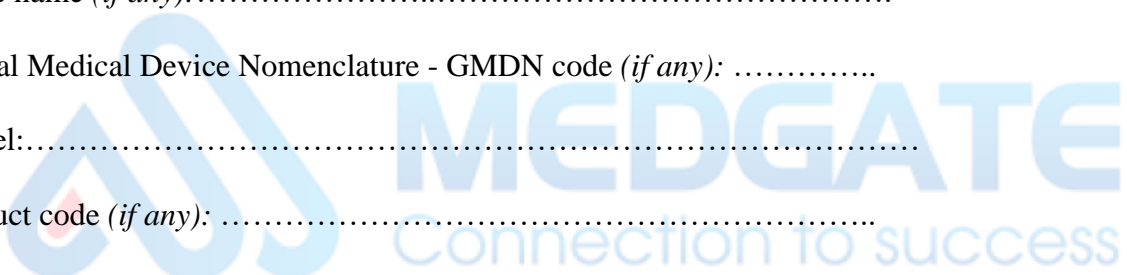 e name (if any):……………………..…………………………………………….
al Medical Device Nomenclature - GMDN code (if any): …………..
el:……………………………………………………….……………………………
MEDGATE
uct code (if any): …………………….………………………………………..
Connection to success